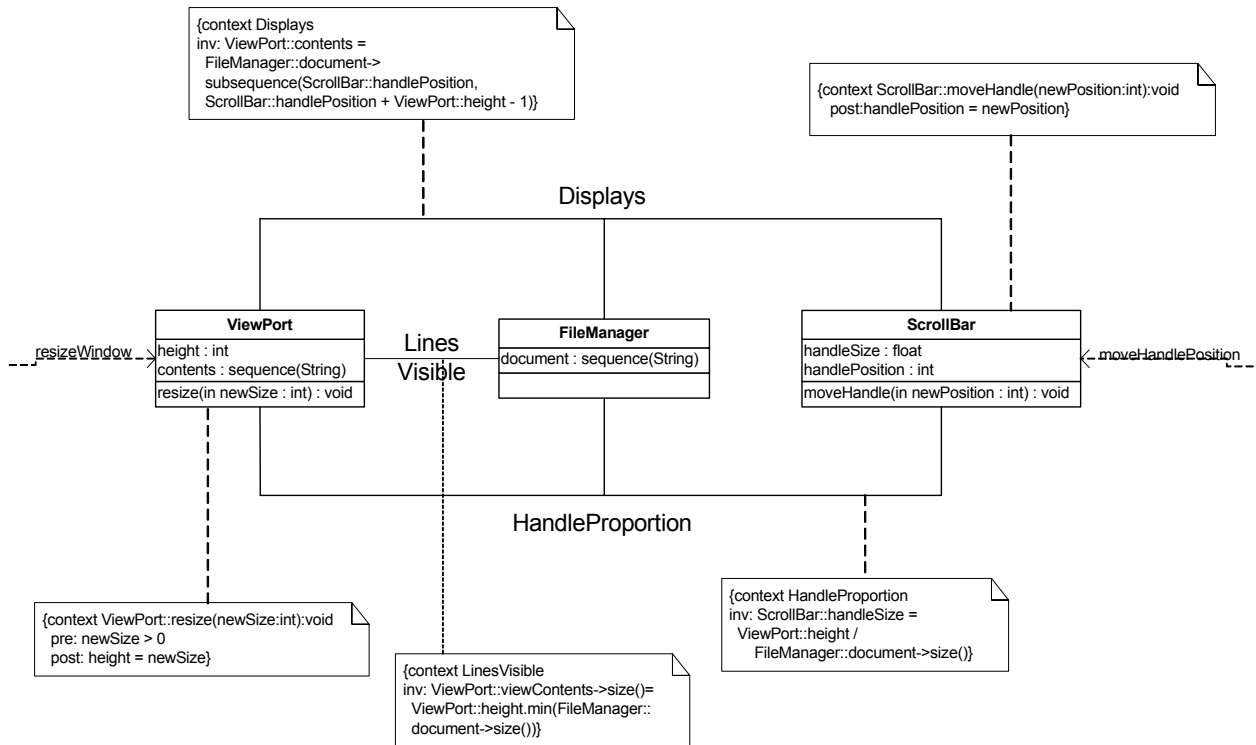 {context Displays
inv: ViewPort::contents =
FileManager::document->
subsequence(ScrollBar::handlePosition,
ScrollBar::handlePosition + ViewPort::height - 1)}
{context ScrollBar::moveHandle(newPosition:int):void
post:handlePosition = newPosition}
Displays
ViewPort
height : int
contents : sequence(String)
resize(in newSize : int) : void
resizeWindow
Lines
Visible
FileManager
document : sequence(String)
ScrollBar
handleSize : float
handlePosition : int
moveHandle(in newPosition : int) : void
moveHandlePosition
HandleProportion
{context ViewPort::resize(newSize:int):void
pre: newSize > 0
post: height = newSize}
{context LinesVisible
inv: ViewPort::viewContents->size()=
ViewPort::height.min(FileManager::
document->size())}
{context HandleProportion
inv: ScrollBar::handleSize =
ViewPort::height /
FileManager::document->size()}